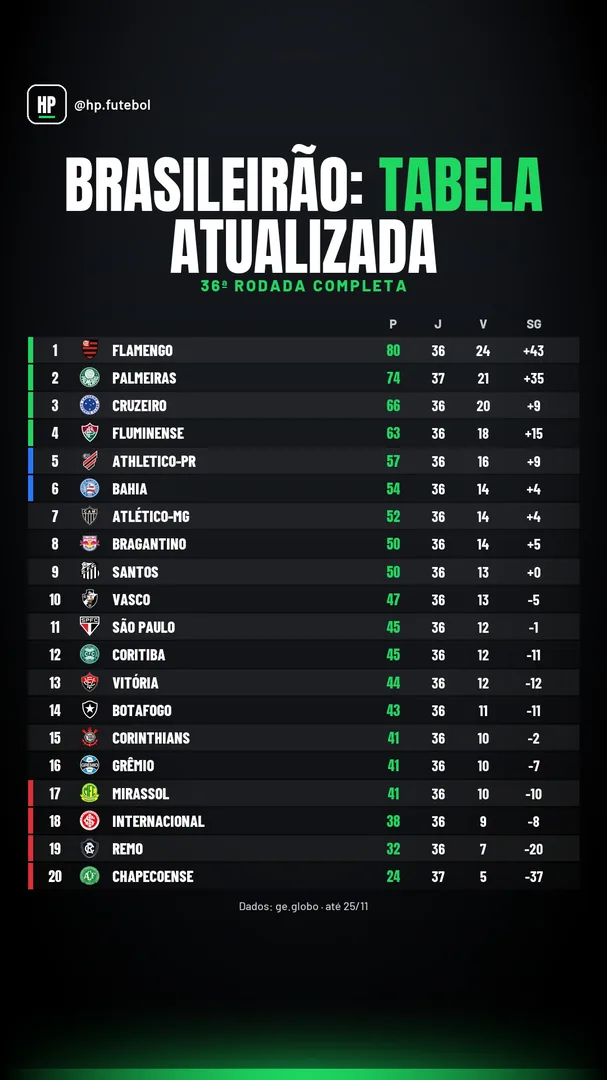 HP @hp.futebol
BRASILEIRÃO: TABELA
ATUALIZADA
36ª RODADA COMPLETA
P J V SG
1 FLAMENGO 80 36 24 +43
2 PALMEIRAS 74 37 21 +35
3 CRUZEIRO 66 36 20 +9
4 FLUMINENSE 63 36 18 +15
5 ATHLETICO-PR 57 36 16 +9
6 BAHIA 54 36 14 +4
7 ATLÉTICO-MG 52 36 14 +4
8 BRAGANTINO 50 36 14 +5
9 SANTOS 50 36 13 +0
10 VASCO 47 36 13 -5
11 SÃO PAULO 45 36 12 -1
12 CORITIBA 45 36 12 -11
13 VITÓRIA 44 36 12 -12
14 BOTAFOGO 43 36 11 -11
15 CORINTHIANS 41 36 10 -2
16 GRÊMIO 41 36 10 -7
17 MIRASSOL 41 36 10 -10
18 INTERNACIONAL 38 36 9 -8
19 REMO 32 36 7 -20
20 CHAPECOENSE 24 37 5 -37
Dados: ge.globo · até 25/11